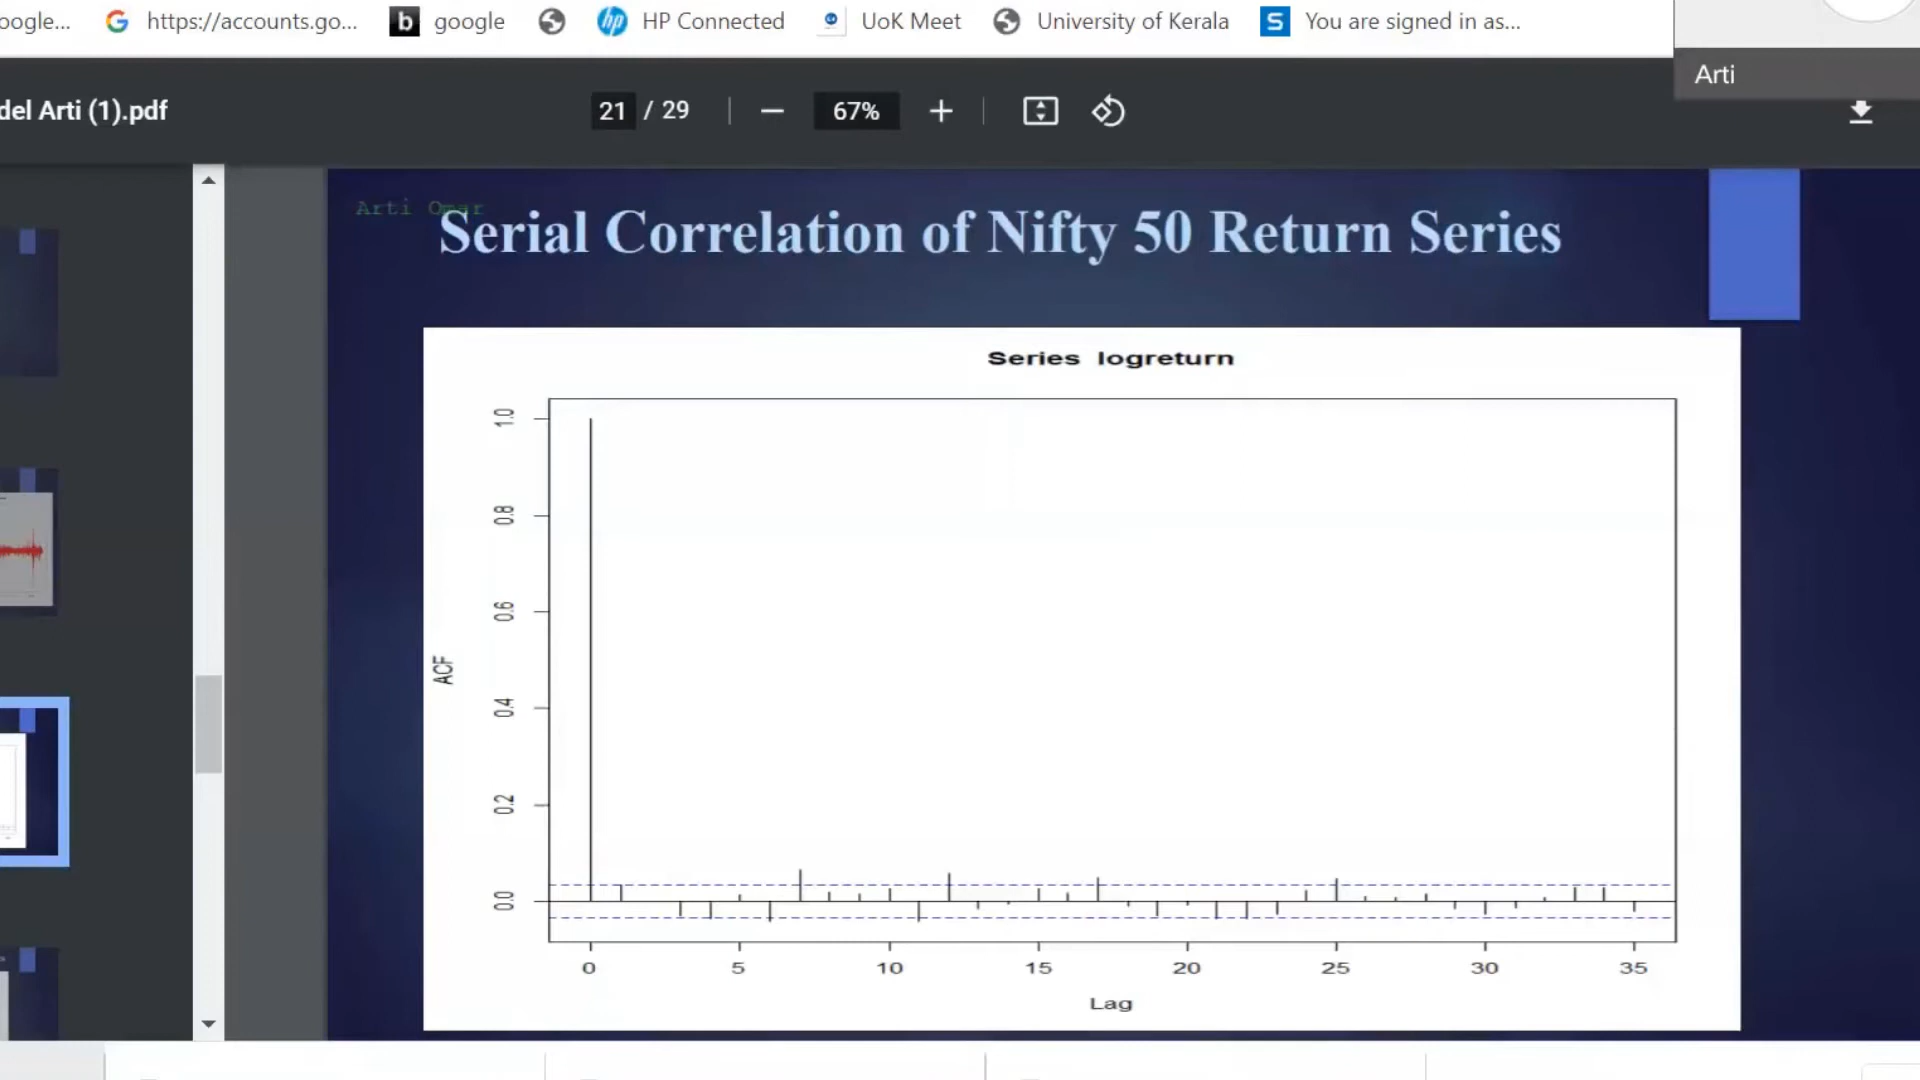 oogle... https://accounts.go... b google HP Connected UoK Meet University of Kerala S You are signed in as...
Arti
del Arti (1).pdf 21 / 29 67%
Arti Omar
Serial Correlation of Nifty 50 Return Series
Series logreturn
1.0
0.8
0.6
0.4
0.2
0.0
ACF
0 5 10 15 20 25 30 35
Lag